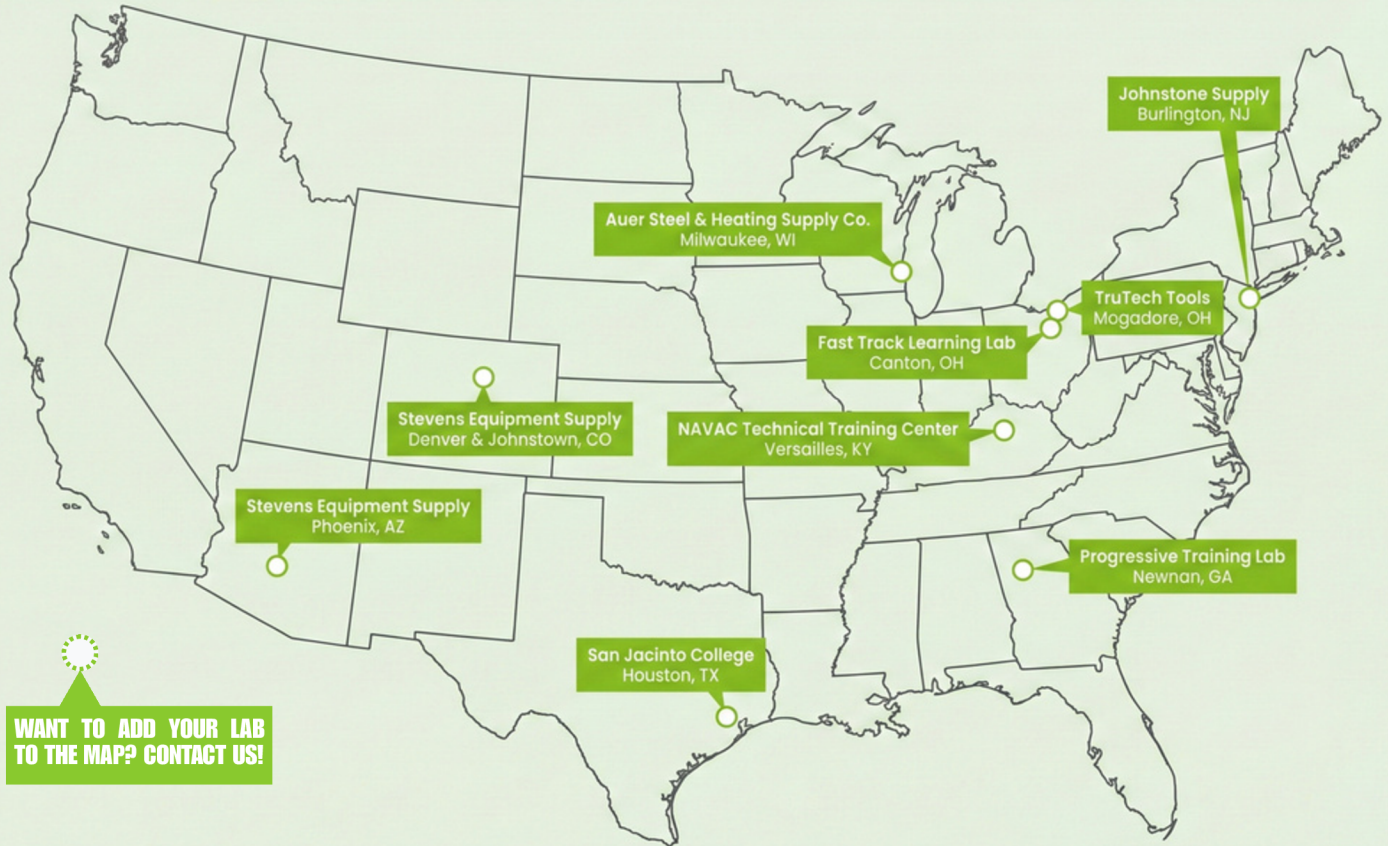 Johnstone Supply
Burlington, NJ
Auer Steel & Heating Supply Co.
Milwaukee, WI
TruTech Tools
Mogadore, OH
Fast Track Learning Lab
Canton, OH
Stevens Equipment Supply
Denver & Johnstown, CO
NAVAC Technical Training Center
Versailles, KY
Stevens Equipment Supply
Phoenix, AZ
Progressive Training Lab
Newnan, GA
San Jacinto College
Houston, TX
WANT TO ADD YOUR LAB
TO THE MAP? CONTACT US!